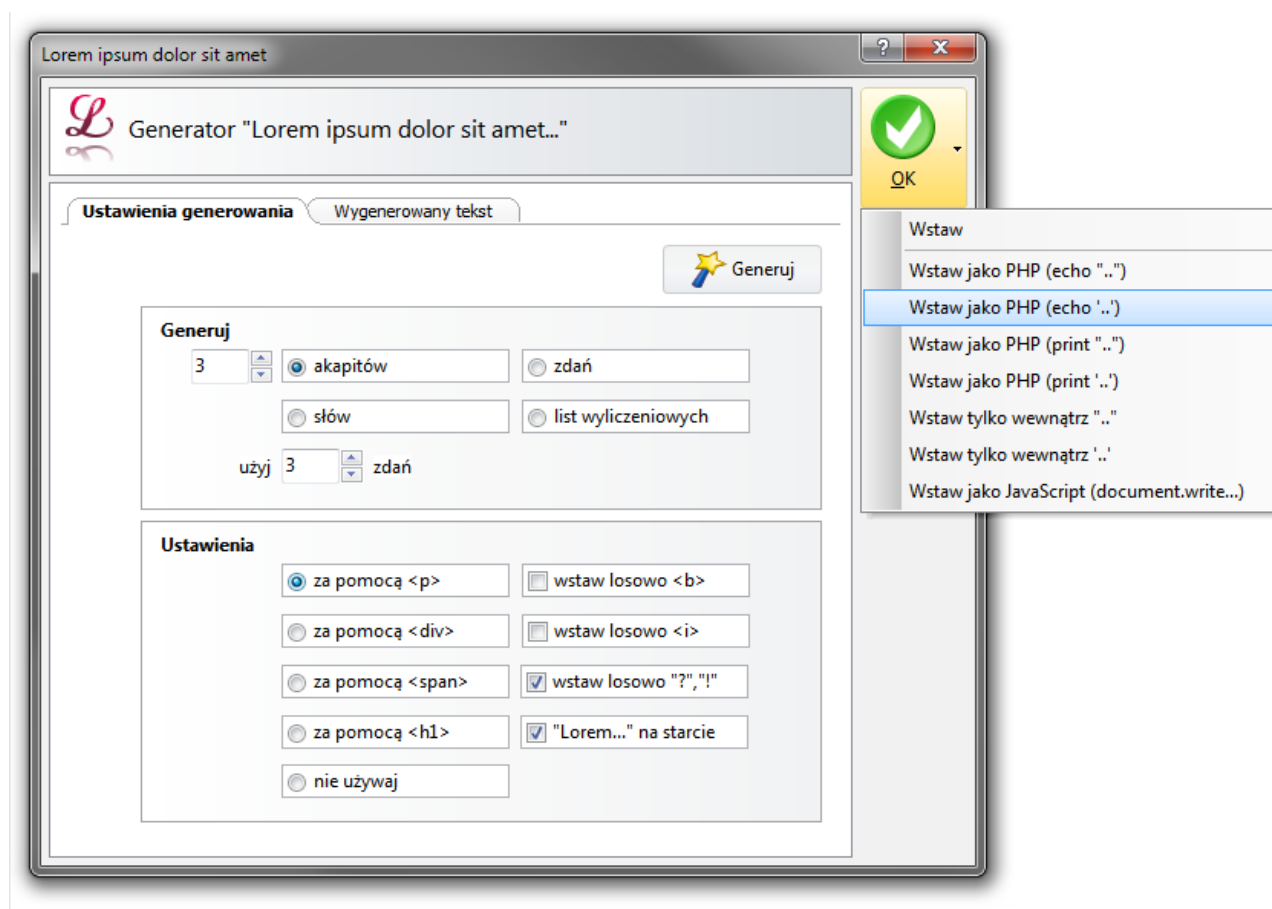 Lorem ipsum dolor sit amet
?
Generator "Lorem ipsum dolor sit amet..."
OK
Ustawienia generowania
Wygenerowany tekst
Generuj
Generuj
3
akapitów
zdań
słów
list wyliczeniowych
użyj 3 zdań
Ustawienia
za pomocą <p>
wstaw losowo <b>
za pomocą <div>
wstaw losowo <i>
za pomocą <span>
wstaw losowo "?","!"
za pomocą <h1>
"Lorem..." na starcie
nie używaj
Wstaw
Wstaw jako PHP (echo "..")
Wstaw jako PHP (echo '..')
Wstaw jako PHP (print "..")
Wstaw jako PHP (print '..')
Wstaw tylko wewnątrz ".."
Wstaw tylko wewnątrz '..'
Wstaw jako JavaScript (document.write...)